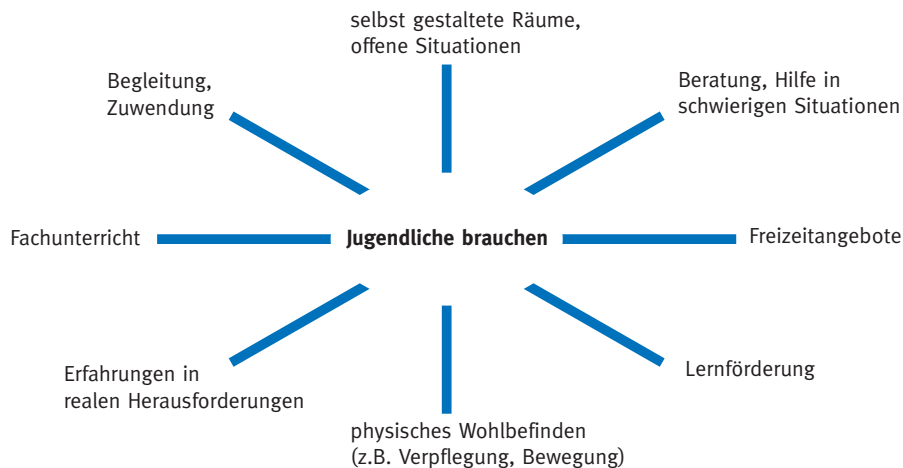 selbst gestaltete Räume,
offene Situationen
Begleitung,
Zuwendung
Beratung, Hilfe in
schwierigen Situationen
Fachunterricht
Jugendliche brauchen
Freizeitangebote
Erfahrungen in
realen Herausforderungen
Lernförderung
physisches Wohlbefinden
(z.B. Verpflegung, Bewegung)